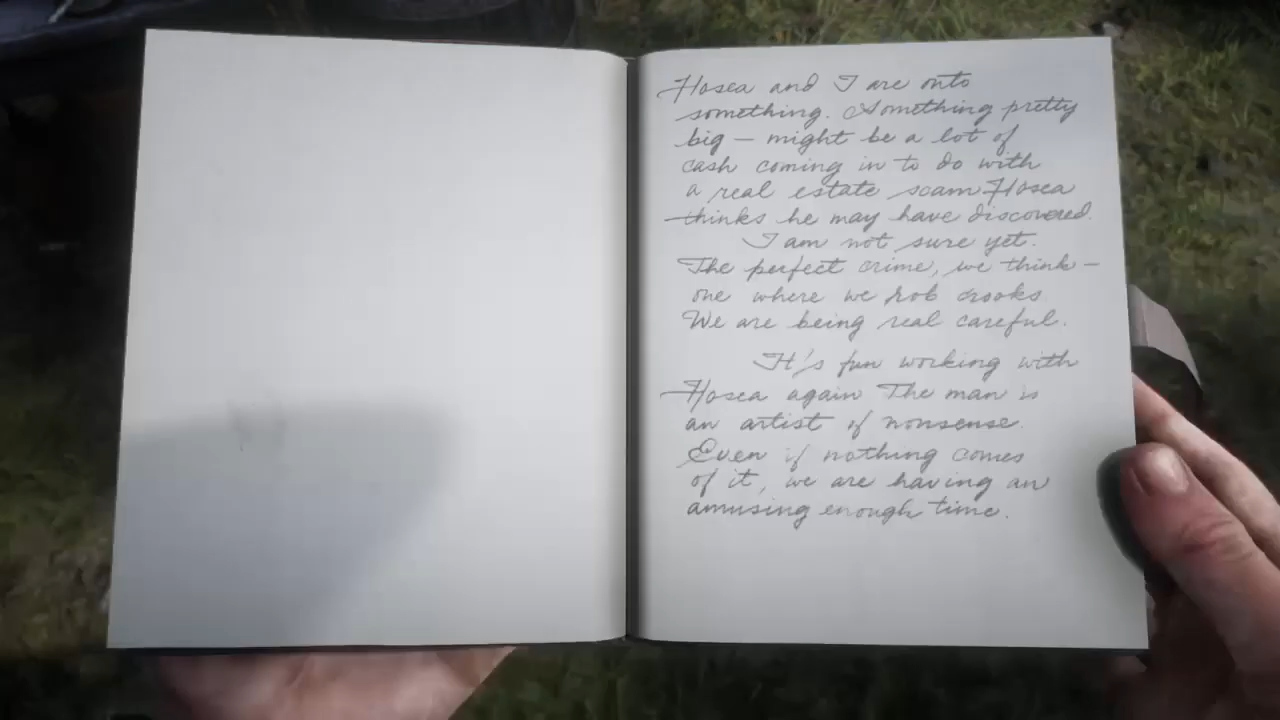 Hosea and I are onto
something. Something pretty
big – might be a lot of
cash coming in to do with
a real estate scam Hosea
thinks he may have discovered.
I am not sure yet.
The perfect crime, we think –
one where we rob crooks.
We are being real careful.
It's fun working with
Hosea again The man is
an artist of nonsense.
Even if nothing comes
of it, we are having an
amusing enough time.